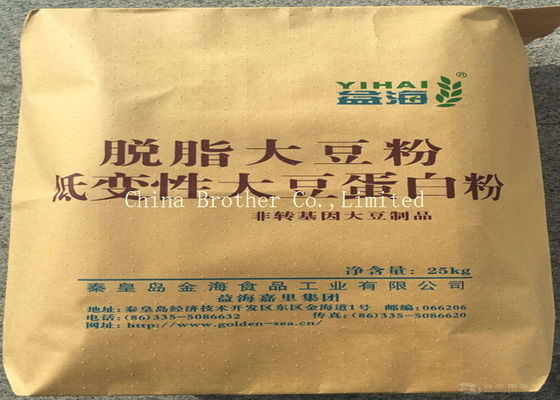 YIHAI®
益海
脱脂大豆粉
低变性大豆蛋白粉
China Brother Co.,Limited
非转基因大豆制品
净含量: 25kg
秦皇岛金海食品工业有限公司
益海嘉里集团
地址:秦皇岛经济技术开发区东区金海道1号 邮编:066206
电话:(86)335-5086632 传真:(86)335-5086620
网址:http://www.golden-sea.cn/